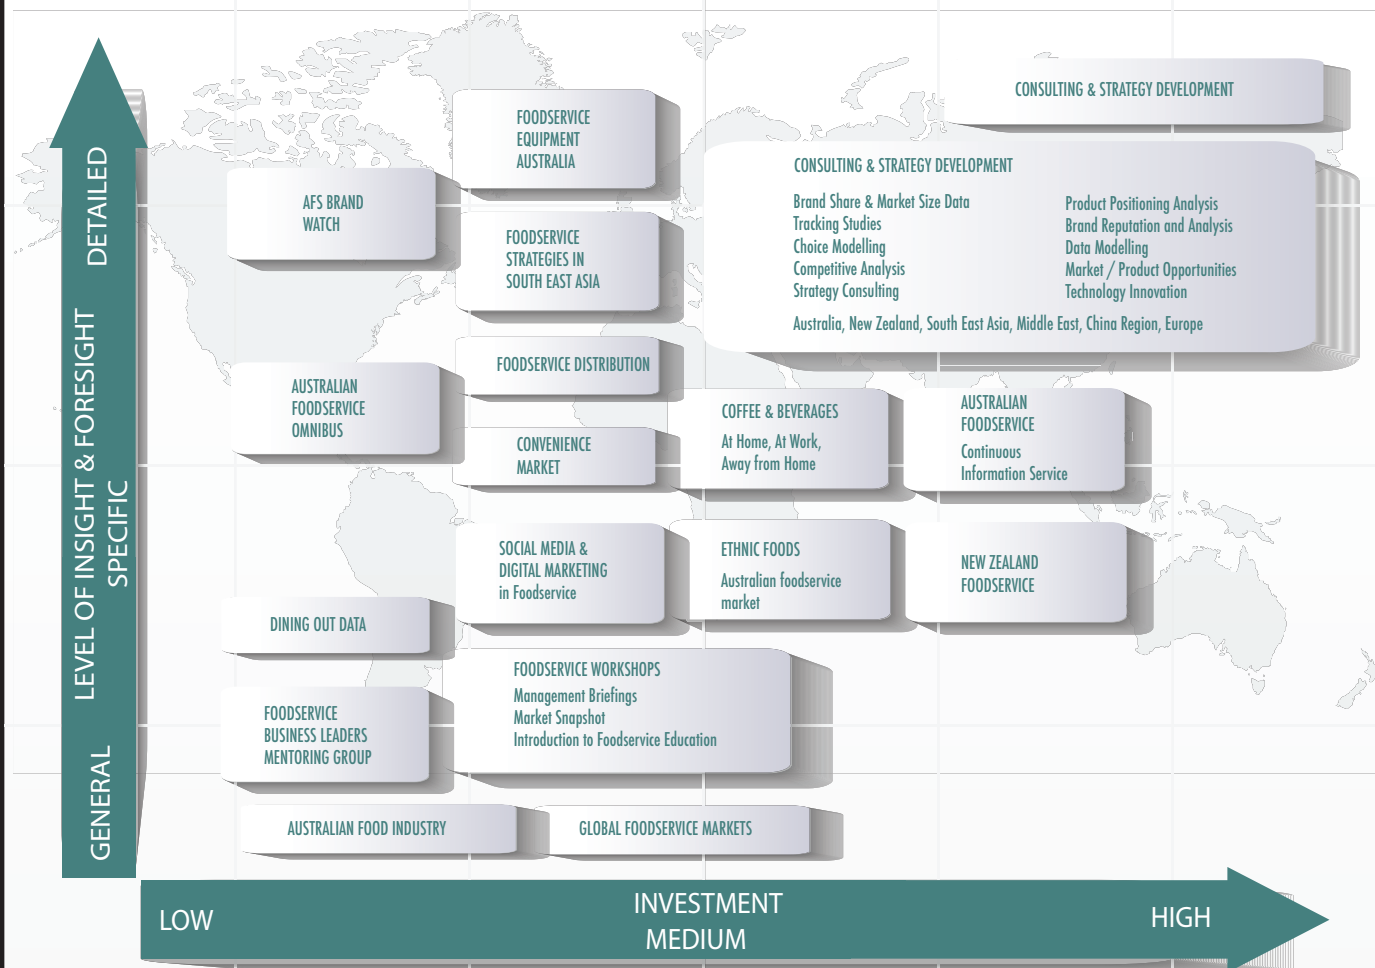 DETAILED
LEVEL OF INSIGHT & FORESIGHT
SPECIFIC
GENERAL
CONSULTING & STRATEGY DEVELOPMENT
FOODSERVICE
EQUIPMENT
AUSTRALIA
AFS BRAND
WATCH
FOODSERVICE
STRATEGIES IN
SOUTH EAST ASIA
CONSULTING & STRATEGY DEVELOPMENT
Brand Share & Market Size Data
Tracking Studies
Choice Modelling
Competitive Analysis
Strategy Consulting
Product Positioning Analysis
Brand Reputation and Analysis
Data Modelling
Market / Product Opportunities
Technology Innovation
Australia, New Zealand, South East Asia, Middle East, China Region, Europe
AUSTRALIAN
FOODSERVICE
OMNIBUS
FOODSERVICE DISTRIBUTION
CONVENIENCE
MARKET
COFFEE & BEVERAGES
At Home, At Work,
Away from Home
AUSTRALIAN
FOODSERVICE
Continuous
Information Service
SOCIAL MEDIA &
DIGITAL MARKETING
in Foodservice
ETHNIC FOODS
Australian foodservice
market
NEW ZEALAND
FOODSERVICE
DINING OUT DATA
FOODSERVICE WORKSHOPS
Management Briefings
Market Snapshot
Introduction to Foodservice Education
FOODSERVICE
BUSINESS LEADERS
MENTORING GROUP
AUSTRALIAN FOOD INDUSTRY
GLOBAL FOODSERVICE MARKETS
LOW
INVESTMENT
MEDIUM
HIGH